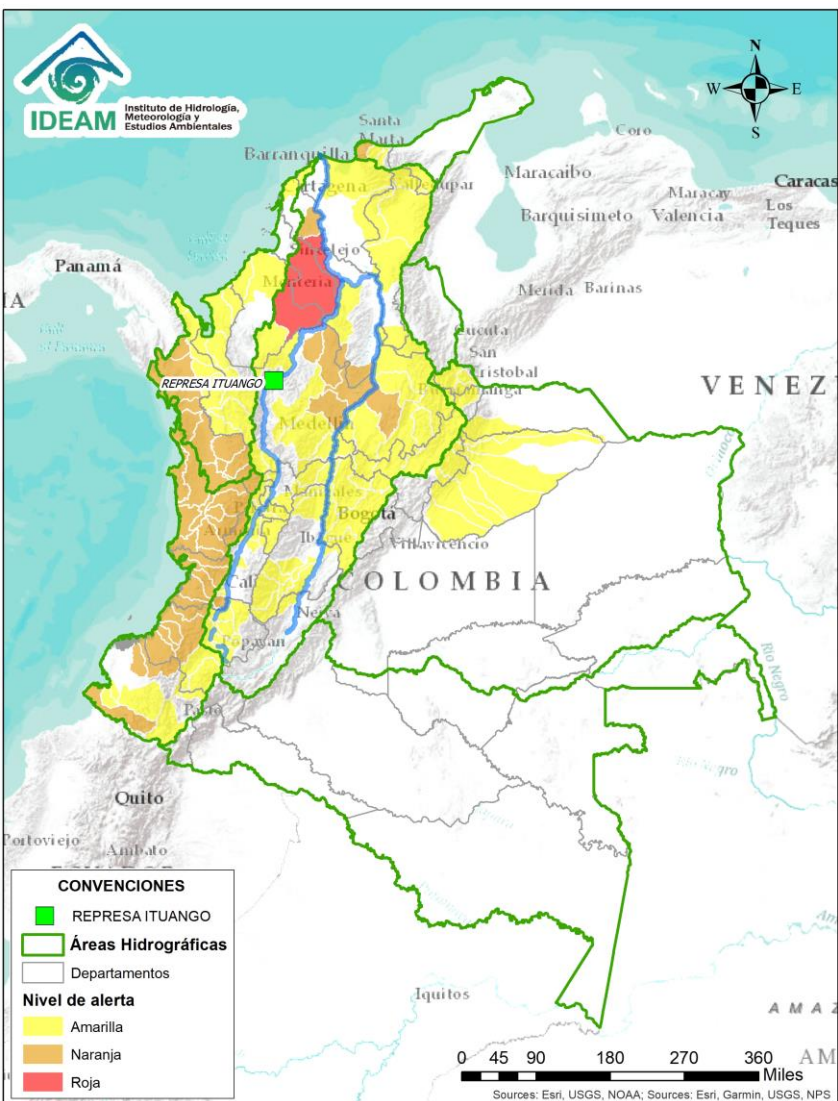 IDEAM
Instituto de Hidrología,
Meteorología y
Estudios Ambientales
N
W
E
S
Santa
Marta
Barranquilla
Cartagena
Coro
Maracaibo
Caracas
Maracay
Barquisimeto
Valencia
Los
Teques
Panamá
Sincelejo
Montería
Merida
Barinas
Cucuta
San
Cristobal
REPRESA ITUANGO
VENEZ
Medellín
Manizales
Bogotá
Ibagué
Villavicencio
Cali
COLOMBIA
Neiva
Popayán
Pasto
Río Negro
Quito
Portoviejo
Ambato
Iquitos
AMAZ
AM
CONVENCIONES
REPRESA ITUANGO
Áreas Hidrográficas
Departamentos
Nivel de alerta
Amarilla
Naranja
Roja
0 45 90 180 270 360
Miles
Sources: Esri, USGS, NOAA; Sources: Esri, Garmin, USGS, NPS